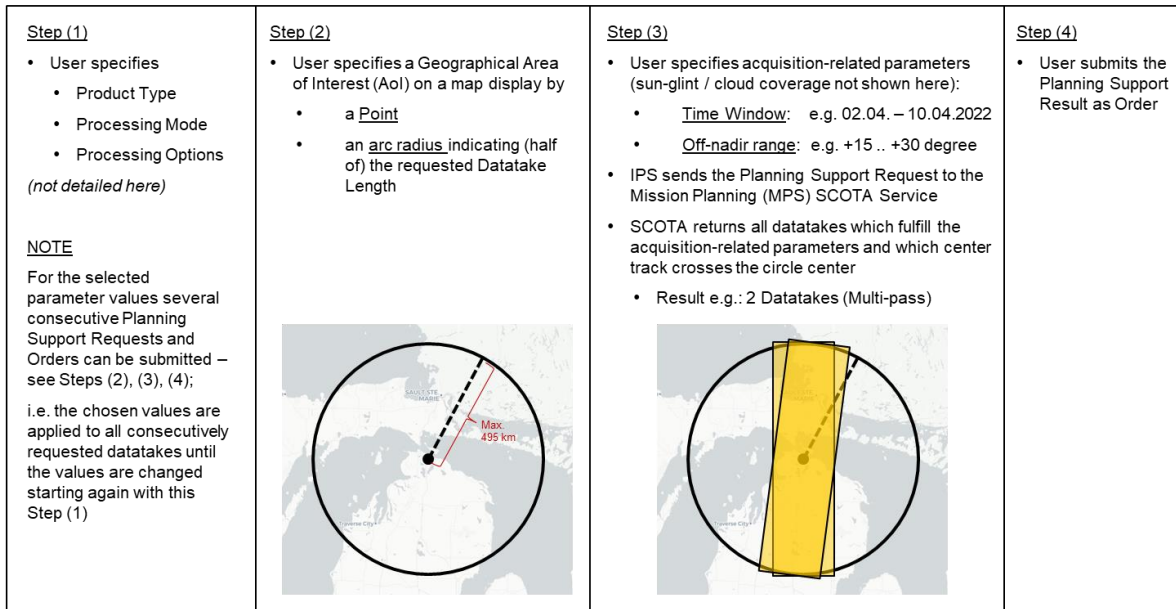 Step (1)
• User specifies
• Product Type
• Processing Mode
• Processing Options
(not detailed here)
NOTE
For the selected
parameter values several
consecutive Planning
Support Requests and
Orders can be submitted –
see Steps (2), (3), (4);
i.e. the chosen values are
applied to all consecutively
requested datatakes until
the values are changed
starting again with this
Step (1)
Step (2)
• User specifies a Geographical Area
of Interest (AoI) on a map display by
• a Point
• an arc radius indicating (half
of) the requested Datatake
Length
SAULT STE.
MARIE
Max.
495 km
Traverse City
Step (3)
• User specifies acquisition-related parameters
(sun-glint / cloud coverage not shown here):
• Time Window: e.g. 02.04. – 10.04.2022
• Off-nadir range: e.g. +15 .. +30 degree
• IPS sends the Planning Support Request to the
Mission Planning (MPS) SCOTA Service
• SCOTA returns all datatakes which fulfill the
acquisition-related parameters and which center
track crosses the circle center
• Result e.g.: 2 Datatakes (Multi-pass)
Traverse City
Step (4)
• User submits the
Planning Support
Result as Order